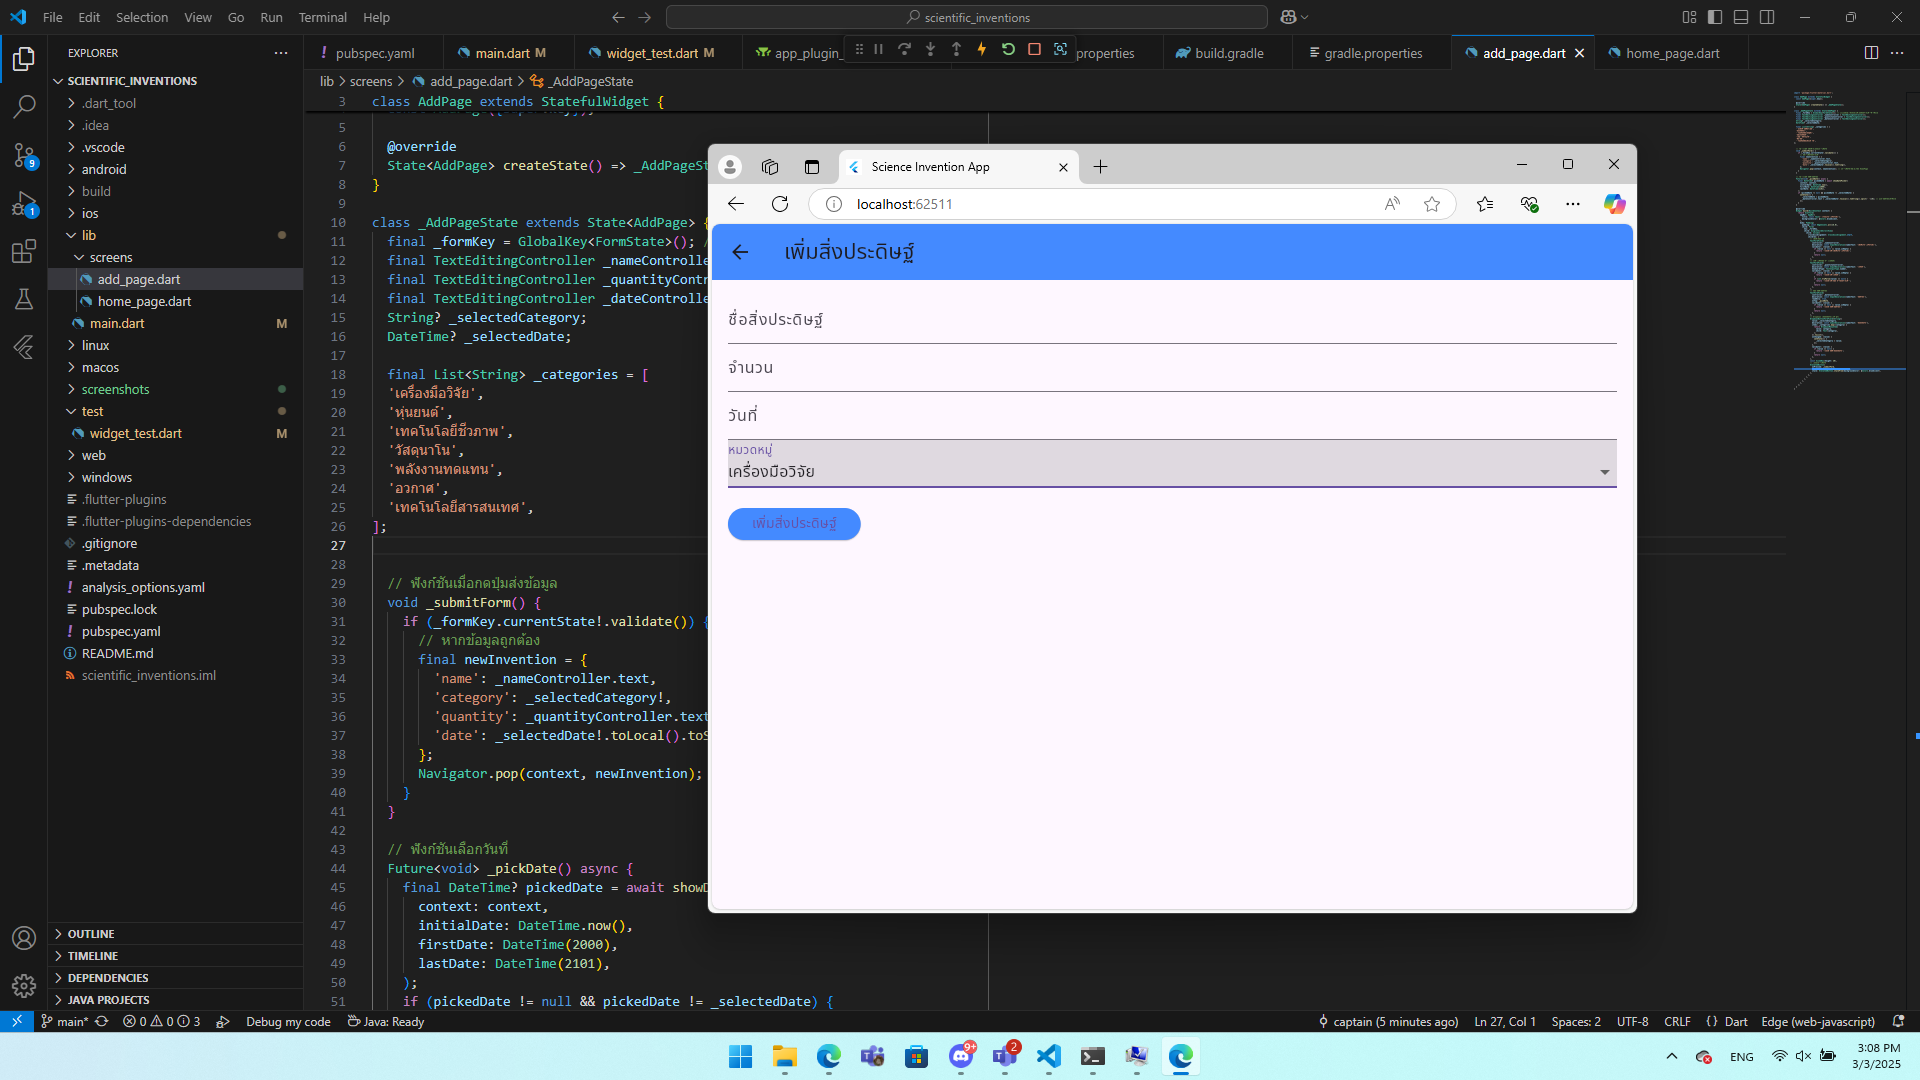 File Edit Selection View Go Run Terminal Help
scientific_inventions
EXPLORER
SCIENTIFIC_INVENTIONS
.dart_tool
.idea
.vscode
android
build
ios
lib
screens
add_page.dart
home_page.dart
main.dart M
linux
macos
screenshots
test
widget_test.dart M
web
windows
.flutter-plugins
.flutter-plugins-dependencies
.gitignore
.metadata
analysis_options.yaml
pubspec.lock
pubspec.yaml
README.md
scientific_inventions.iml
OUTLINE
TIMELINE
DEPENDENCIES
JAVA PROJECTS
9
1
pubspec.yaml main.dart M widget_test.dart M app_plugin_ properties build.gradle gradle.properties add_page.dart home_page.dart
lib > screens > add_page.dart > _AddPageState
3 class AddPage extends StatefulWidget {
5
6 @override
7 State<AddPage> createState() => _AddPageSt
8 }
9
10 class _AddPageState extends State<AddPage> {
11 final _formKey = GlobalKey<FormState>(); /
12 final TextEditingController _nameControlle
13 final TextEditingController _quantityContr
14 final TextEditingController _dateControlle
15 String? _selectedCategory;
16 DateTime? _selectedDate;
17
18 final List<String> _categories = [
19 'เครื่องมือวิจัย',
20 'หุ่นยนต์',
21 'เทคโนโลยีชีวภาพ',
22 'วัสดุนาโน',
23 'พลังงานทดแทน',
24 'อวกาศ',
25 'เทคโนโลยีสารสนเทศ',
26 ];
27
28
29 // ฟังก์ชันเมื่อกดปุ่มส่งข้อมูล
30 void _submitForm() {
31 if (_formKey.currentState!.validate()) {
32 // หากข้อมูลถูกต้อง
33 final newInvention = {
34 'name': _nameController.text,
35 'category': _selectedCategory!,
36 'quantity': _quantityController.text
37 'date': _selectedDate!.toLocal().toS
38 };
39 Navigator.pop(context, newInvention);
40 }
41 }
42
43 // ฟังก์ชันเลือกวันที่
44 Future<void> _pickDate() async {
45 final DateTime? pickedDate = await showD
46 context: context,
47 initialDate: DateTime.now(),
48 firstDate: DateTime(2000),
49 lastDate: DateTime(2101),
50 );
51 if (pickedDate != null && pickedDate != _selectedDate) {
Science Invention App
localhost:62511
เพิ่มสิ่งประดิษฐ์
ชื่อสิ่งประดิษฐ์
จำนวน
วันที่
หมวดหมู่
เครื่องมือวิจัย
เพิ่มสิ่งประดิษฐ์
main* 0 0 3 Debug my code Java: Ready
captain (5 minutes ago) Ln 27, Col 1 Spaces: 2 UTF-8 CRLF {} Dart Edge (web-javascript)
9+
2
ENG
3:08 PM
3/3/2025